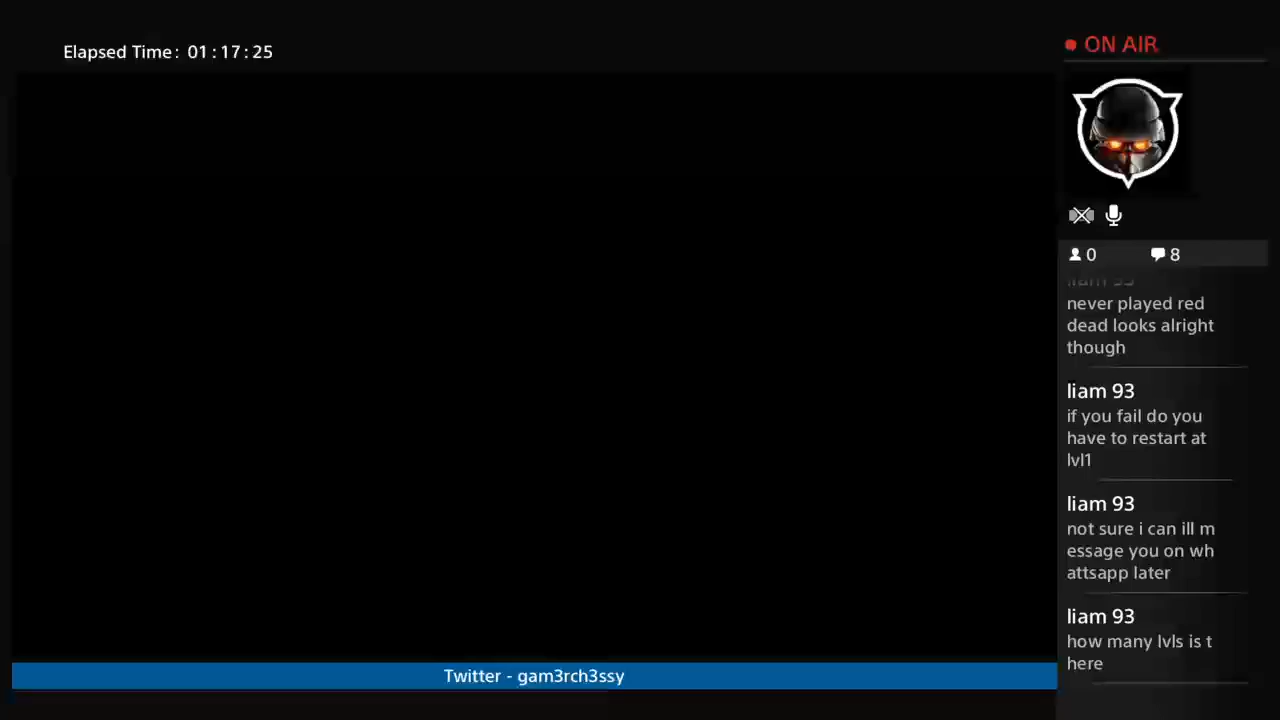 Elapsed Time: 01:17:25
ON AIR
0 8
liam 93
never played red
dead looks alright
though
liam 93
if you fail do you
have to restart at
lvl1
liam 93
not sure i can ill m
essage you on wh
attsapp later
liam 93
how many lvls is t
here
Twitter - gam3rch3ssy